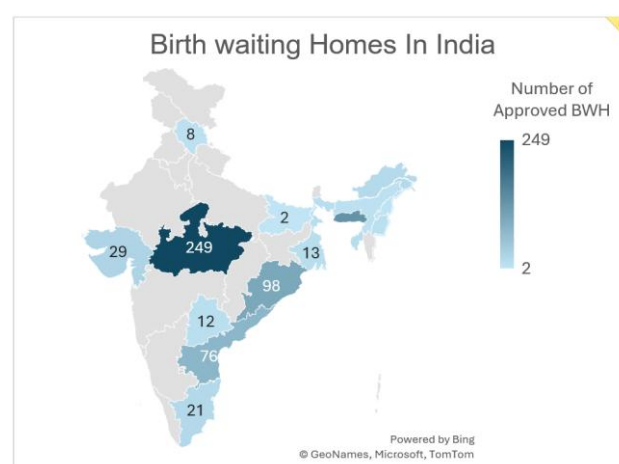 Birth waiting Homes In India
Number of
Approved BWH
249
2
8
2
249
29
13
98
12
76
21
Powered by Bing
© GeoNames, Microsoft, TomTom